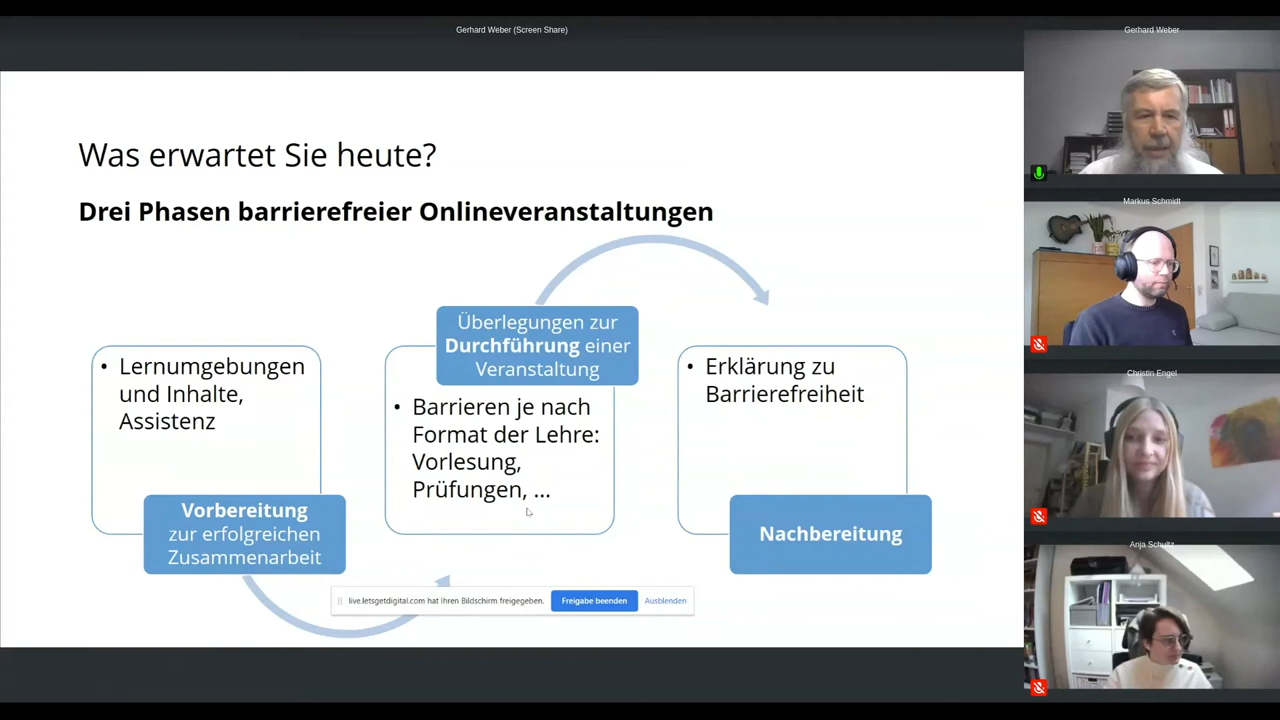 Gerhard Weber (Screen Share)
Was erwartet Sie heute?
Drei Phasen barrierefreier Onlineveranstaltungen
• Lernumgebungen
und Inhalte,
Assistenz
Vorbereitung
zur erfolgreichen
Zusammenarbeit
Überlegungen zur
Durchführung einer
Veranstaltung
• Barrieren je nach
Format der Lehre:
Vorlesung,
Prüfungen, ...
• Erklärung zu
Barrierefreiheit
Nachbereitung
live.letsgetdigital.com hat Ihren Bildschirm freigegeben.
Freigabe beenden
Ausblenden
Gerhard Weber
Markus Schmidt
Christin Engel
Anja Schultz